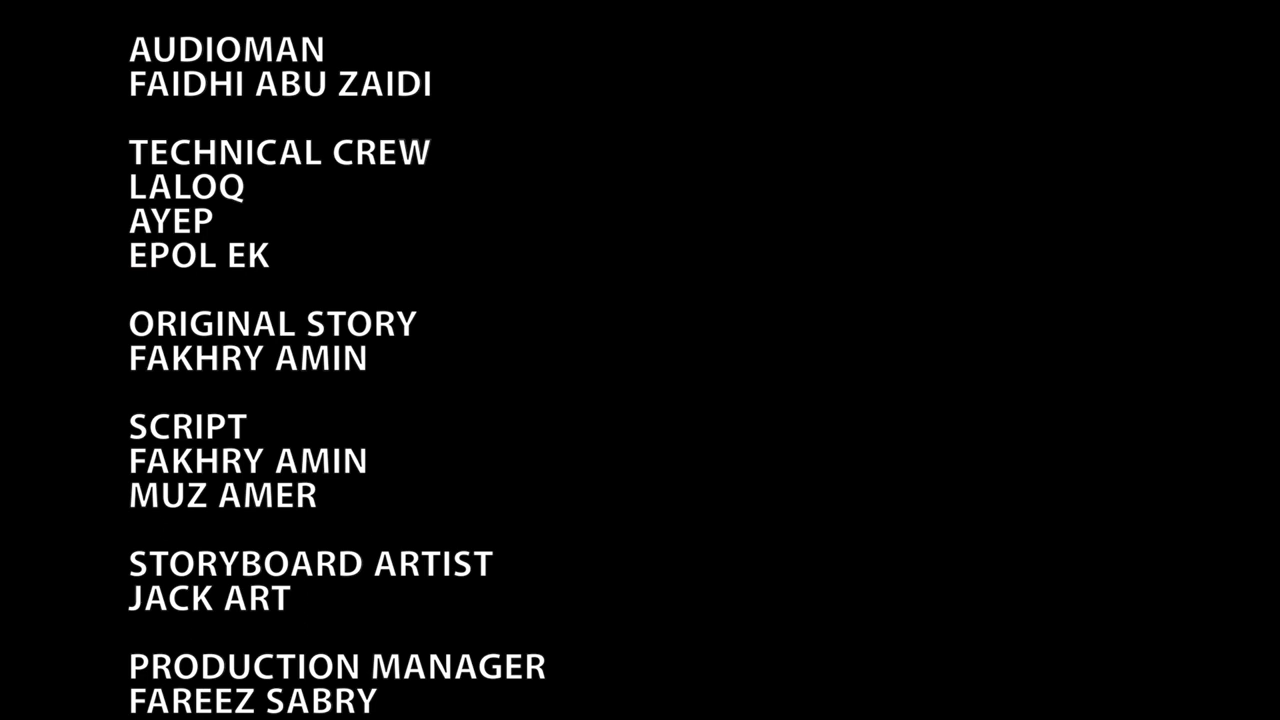 AUDIOMAN
FAIDHI ABU ZAIDI
TECHNICAL CREW
LALOQ
AYEP
EPOL EK
ORIGINAL STORY
FAKHRY AMIN
SCRIPT
FAKHRY AMIN
MUZ AMER
STORYBOARD ARTIST
JACK ART
PRODUCTION MANAGER
FAREEZ SABRY